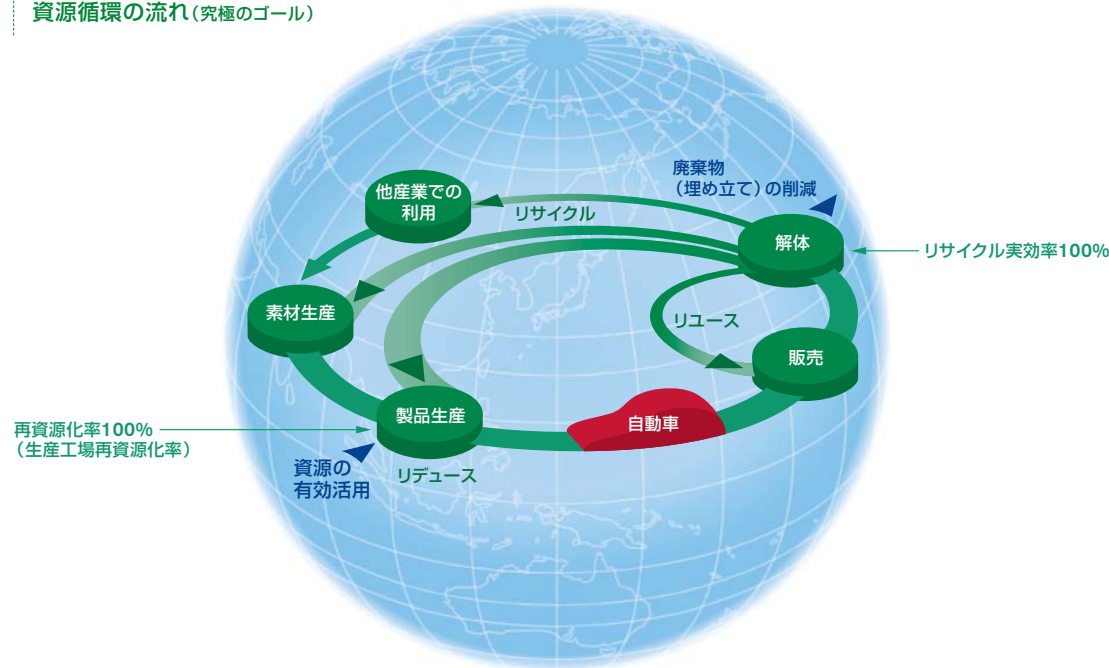 資源循環の流れ(究極のゴール)
廃棄物
(埋め立て)の削減
他産業での
利用
リサイクル
解体
リサイクル実効率100%
素材生産
リユース
販売
製品生産
自動車
再資源化率100%
(生産工場再資源化率)
資源の
有効活用
リデュース